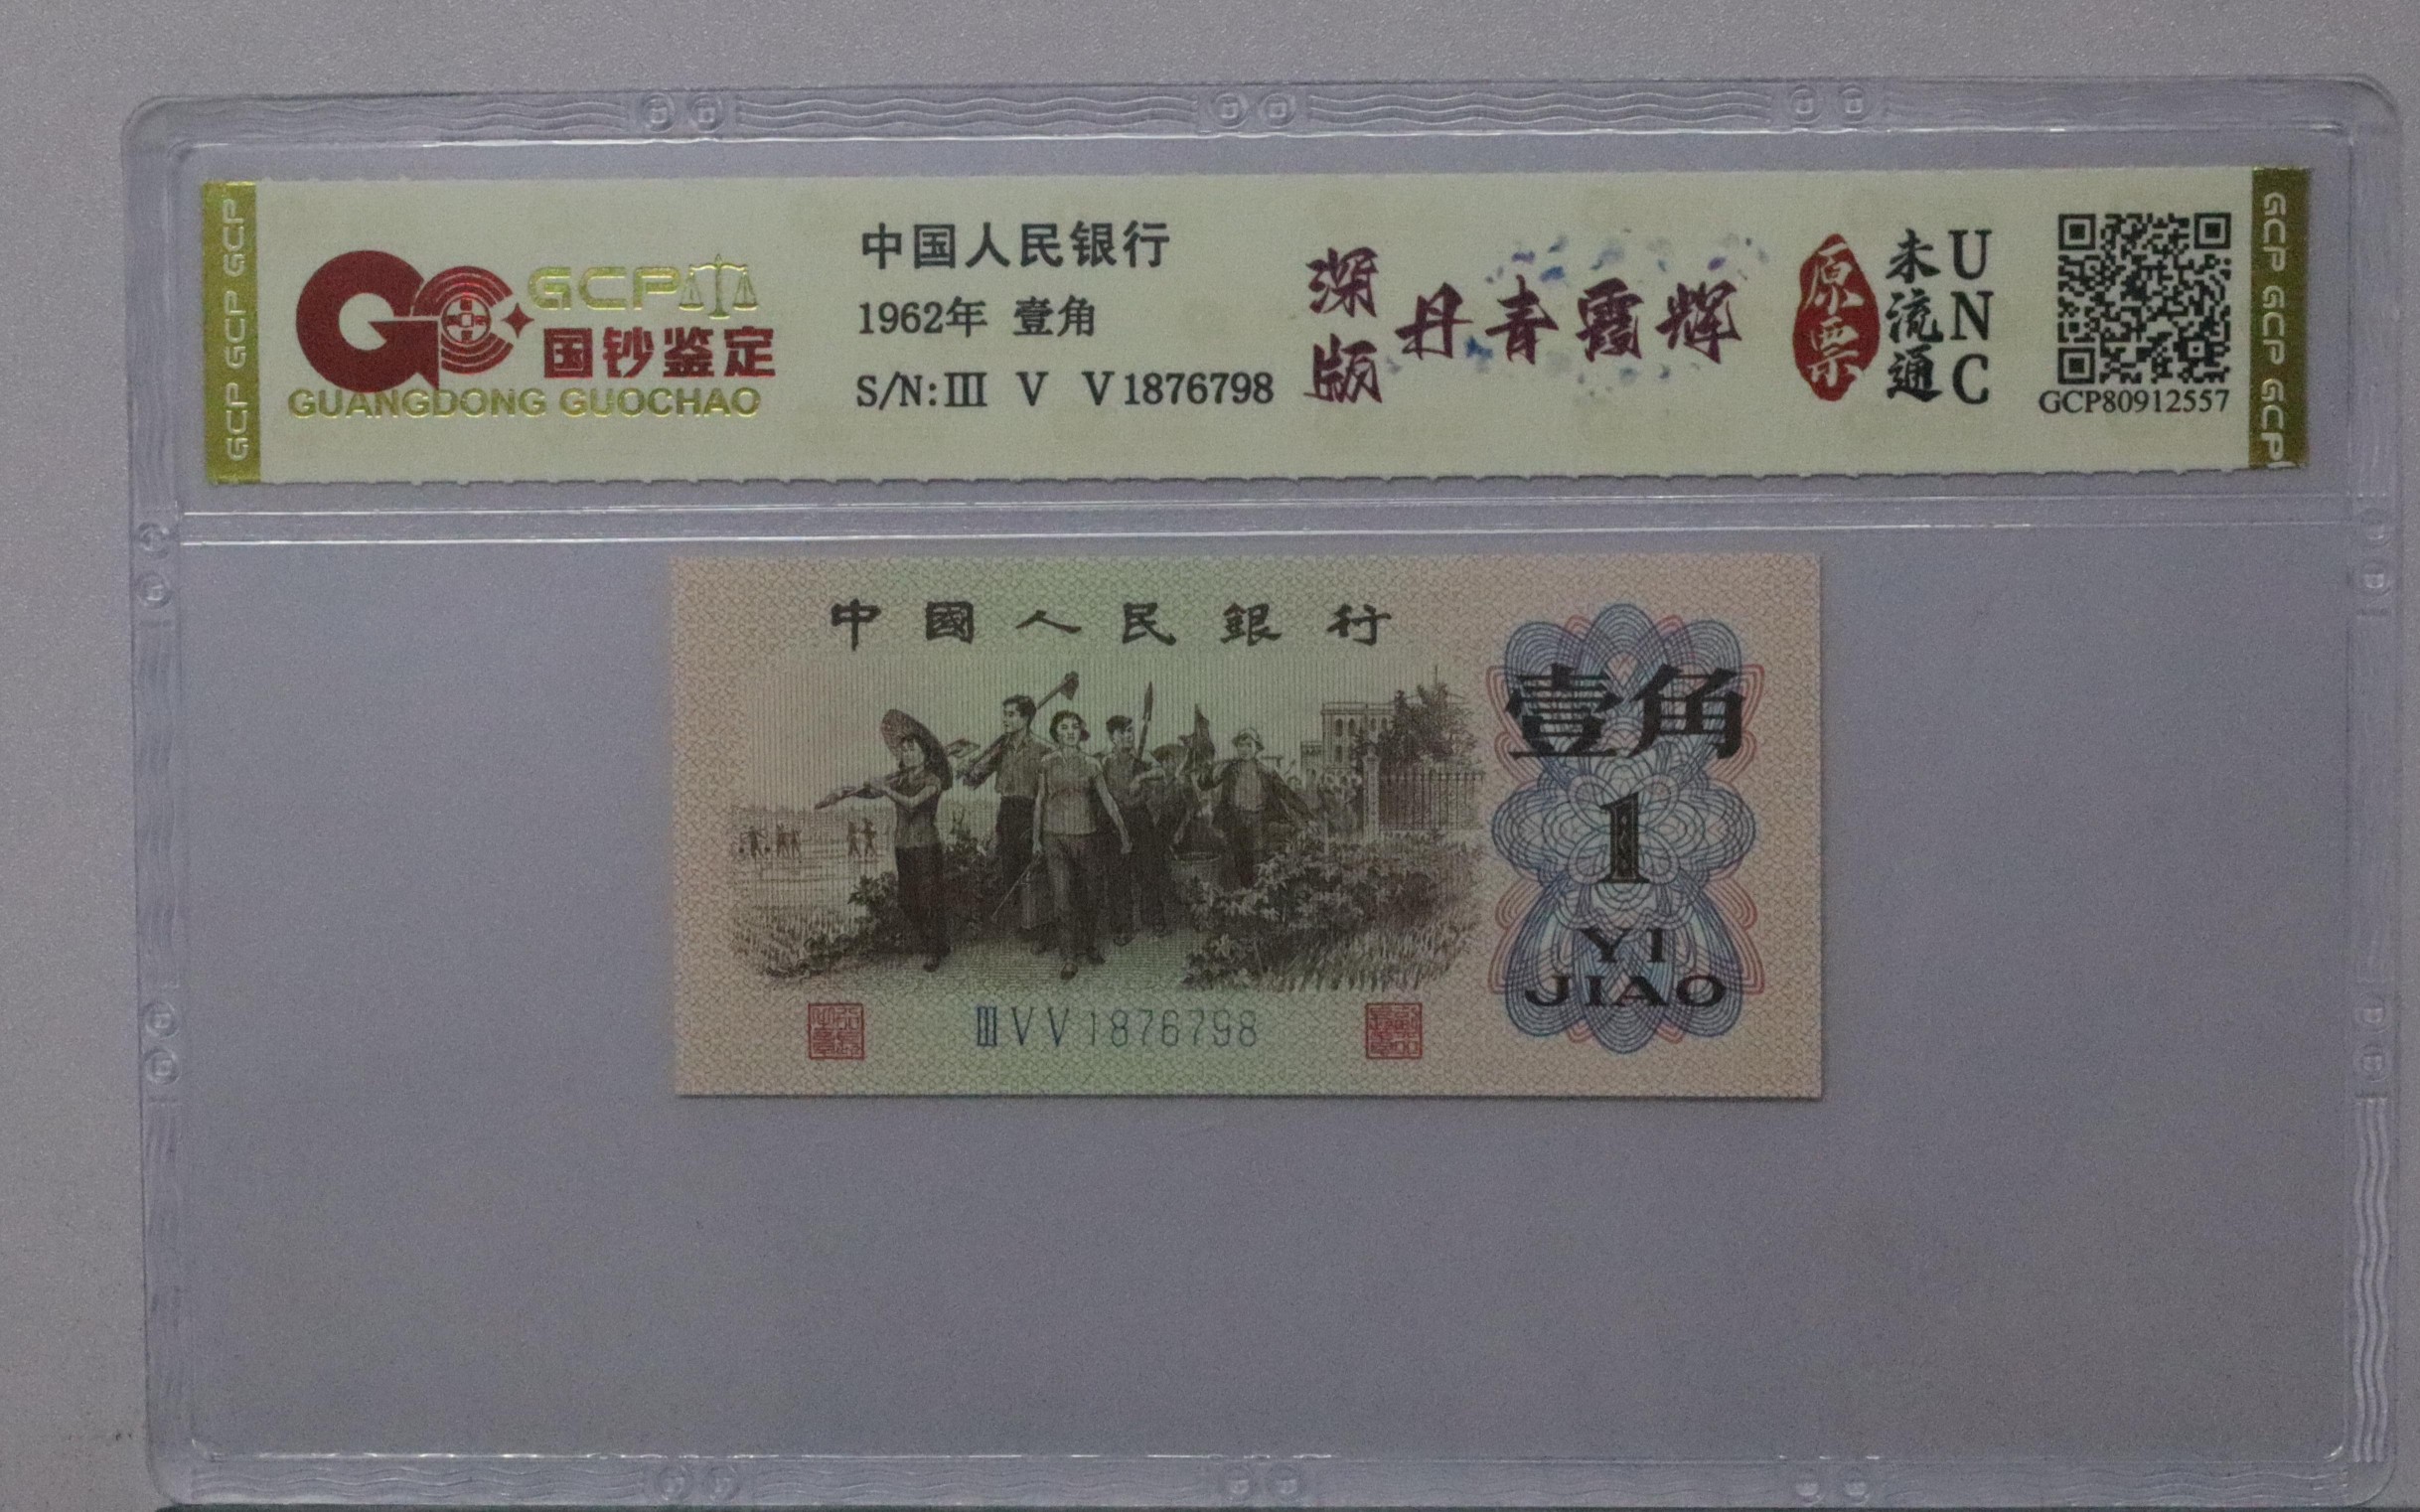 GCP GCP GCP
GCP
国钞鉴定
GUANGDONG GUOCHAO
中国人民银行
1962年 壹角
S/N:Ⅲ V V1876798
深版
丹青霞辉
原票
未流通
UNC
GCP80912557
GCP GCP GCP
中國人民銀行
壹角
1
YI
JIAO
ⅢVV1876798